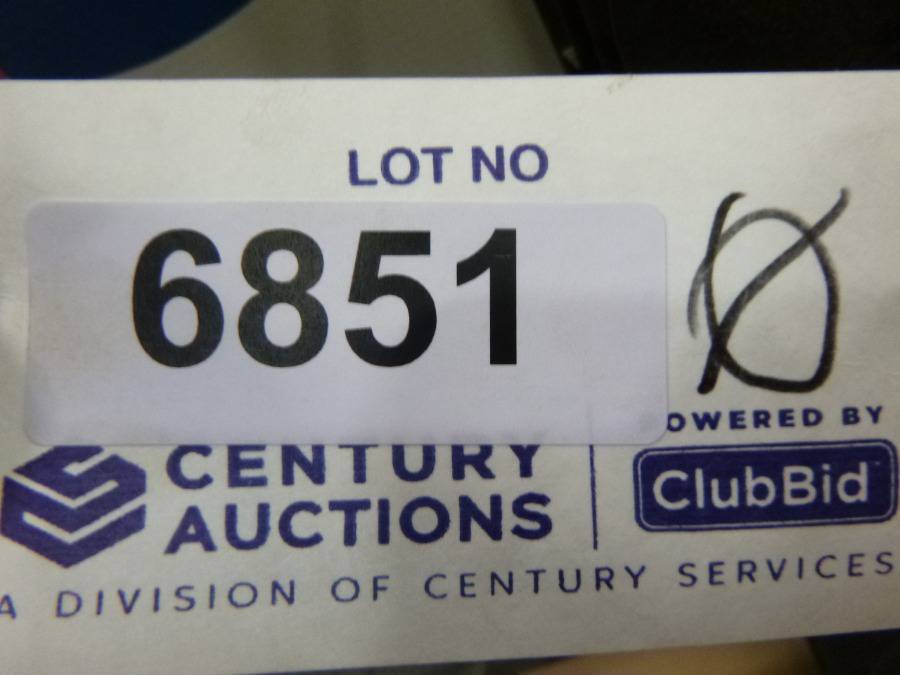 LOT NO
6851
CENTURY
AUCTIONS
OWERED BY
ClubBid
A DIVISION OF CENTURY SERVICES